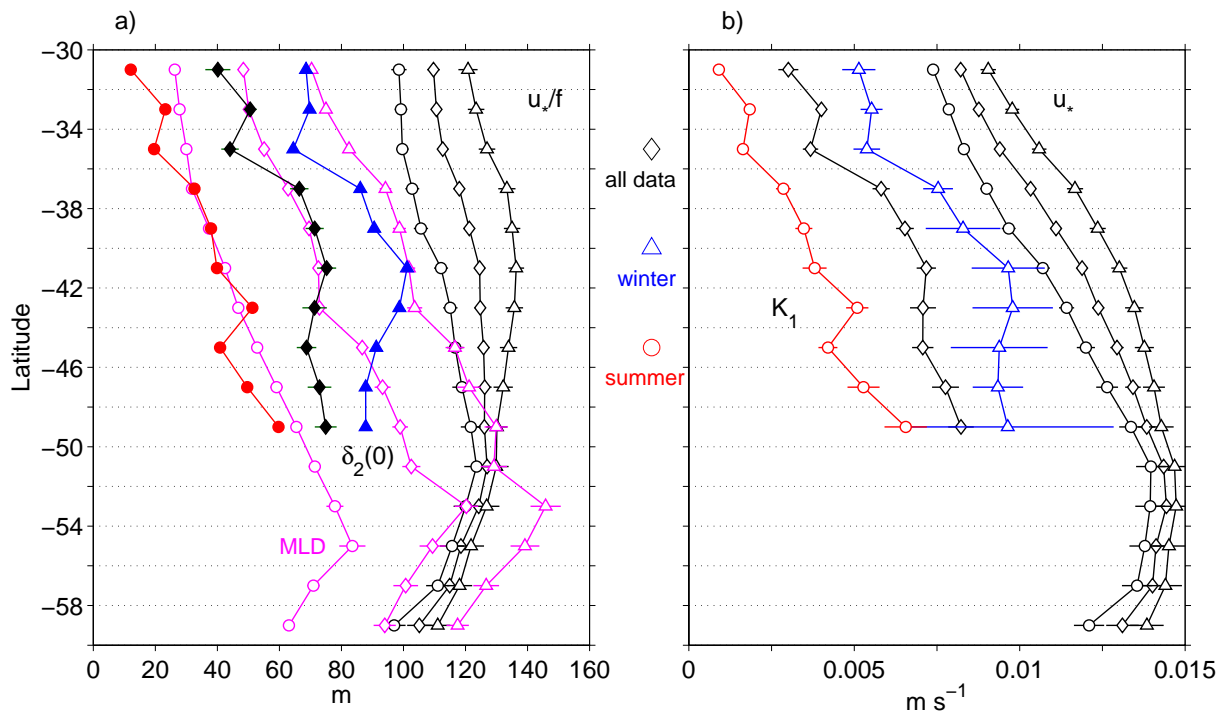 a)
b)
−30
−34
−38
−42
−46
−50
−54
−58
Latitude
u*/f
δ2(0)
MLD
0 20 40 60 80 100 120 140 160
m
all data
winter
summer
u*
K1
0 0.005 0.01 0.015
m s−1